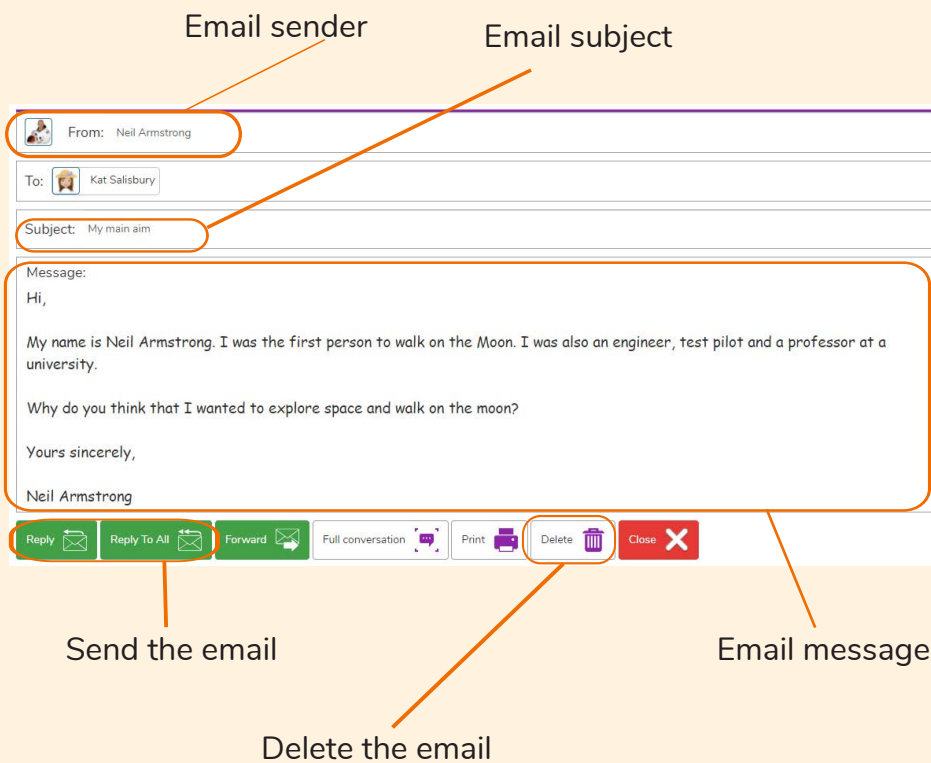 Email sender
Email subject
From: Neil Armstrong
To: Kat Salisbury
Subject: My main aim
Message:
Hi,
My name is Neil Armstrong. I was the first person to walk on the Moon. I was also an engineer, test pilot and a professor at a
university.
Why do you think that I wanted to explore space and walk on the moon?
Yours sincerely,
Neil Armstrong
Reply Reply To All Forward Full conversation Print Delete Close
Send the email
Email message
Delete the email